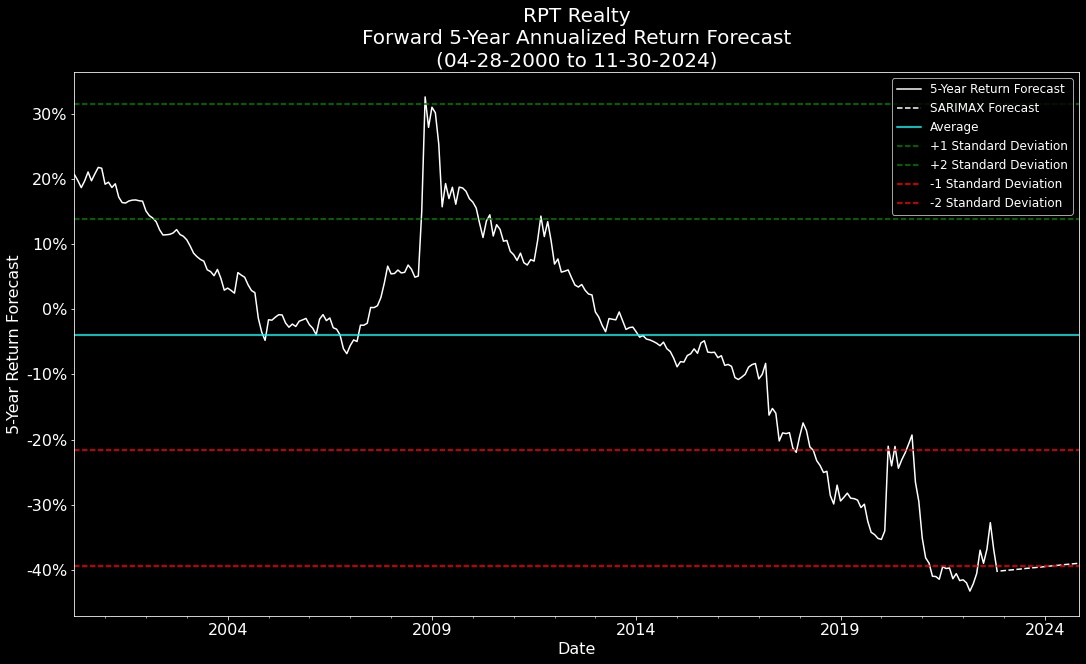 RPT Realty
Forward 5-Year Annualized Return Forecast
(04-28-2000 to 11-30-2024)
5-Year Return Forecast
SARIMAX Forecast
Average
+1 Standard Deviation
+2 Standard Deviation
-1 Standard Deviation
-2 Standard Deviation
30%
20%
10%
0%
-10%
-20%
-30%
-40%
5-Year Return Forecast
2004
2009
2014
2019
2024
Date